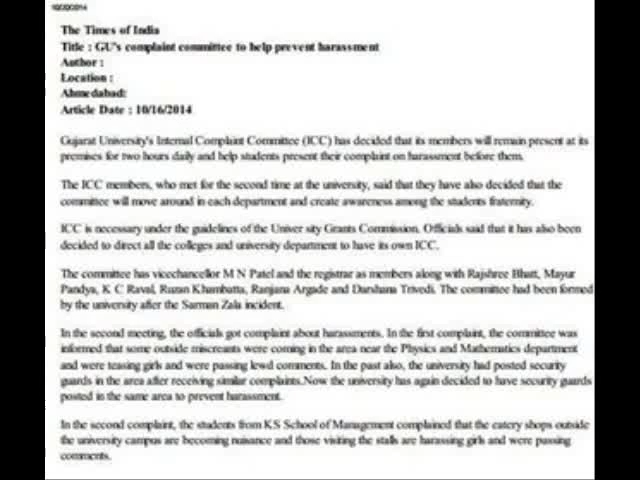 10/20/2014
The Times of India
Title : GU's complaint committee to help prevent harassment
Author :
Location :
Ahmedabad:
Article Date : 10/16/2014
Gujarat University's Internal Complaint Committee (ICC) has decided that its members will remain present at its
premises for two hours daily and help students present their complaint on harassment before them.
The ICC members, who met for the second time at the university, said that they have also decided that the
committee will move around in each department and create awareness among the students fraternity.
ICC is necessary under the guidelines of the Univer sity Grants Commission. Officials said that it has also been
decided to direct all the colleges and university department to have its own ICC.
The committee has vicechancellor M N Patel and the registrar as members along with Rajshree Bhatt, Mayur
Pandya, K C Raval, Ruzan Khambatta, Ranjana Argade and Darshana Trivedi. The committee had been formed
by the university after the Sarman Zala incident.
In the second meeting, the officials got complaint about harassments. In the first complaint, the committee was
informed that some outside miscreants were coming in the area near the Physics and Mathematics department
and were teasing girls and were passing lewd comments. In the past also, the university had posted security
guards in the area after receiving similar complaints.Now the university has again decided to have security guards
posted in the same area to prevent harassment.
In the second complaint, the students from KS School of Management complained that the eatery shops outside
the university campus are becoming nuisance and those visiting the stalls are harassing girls and were passing
comments.